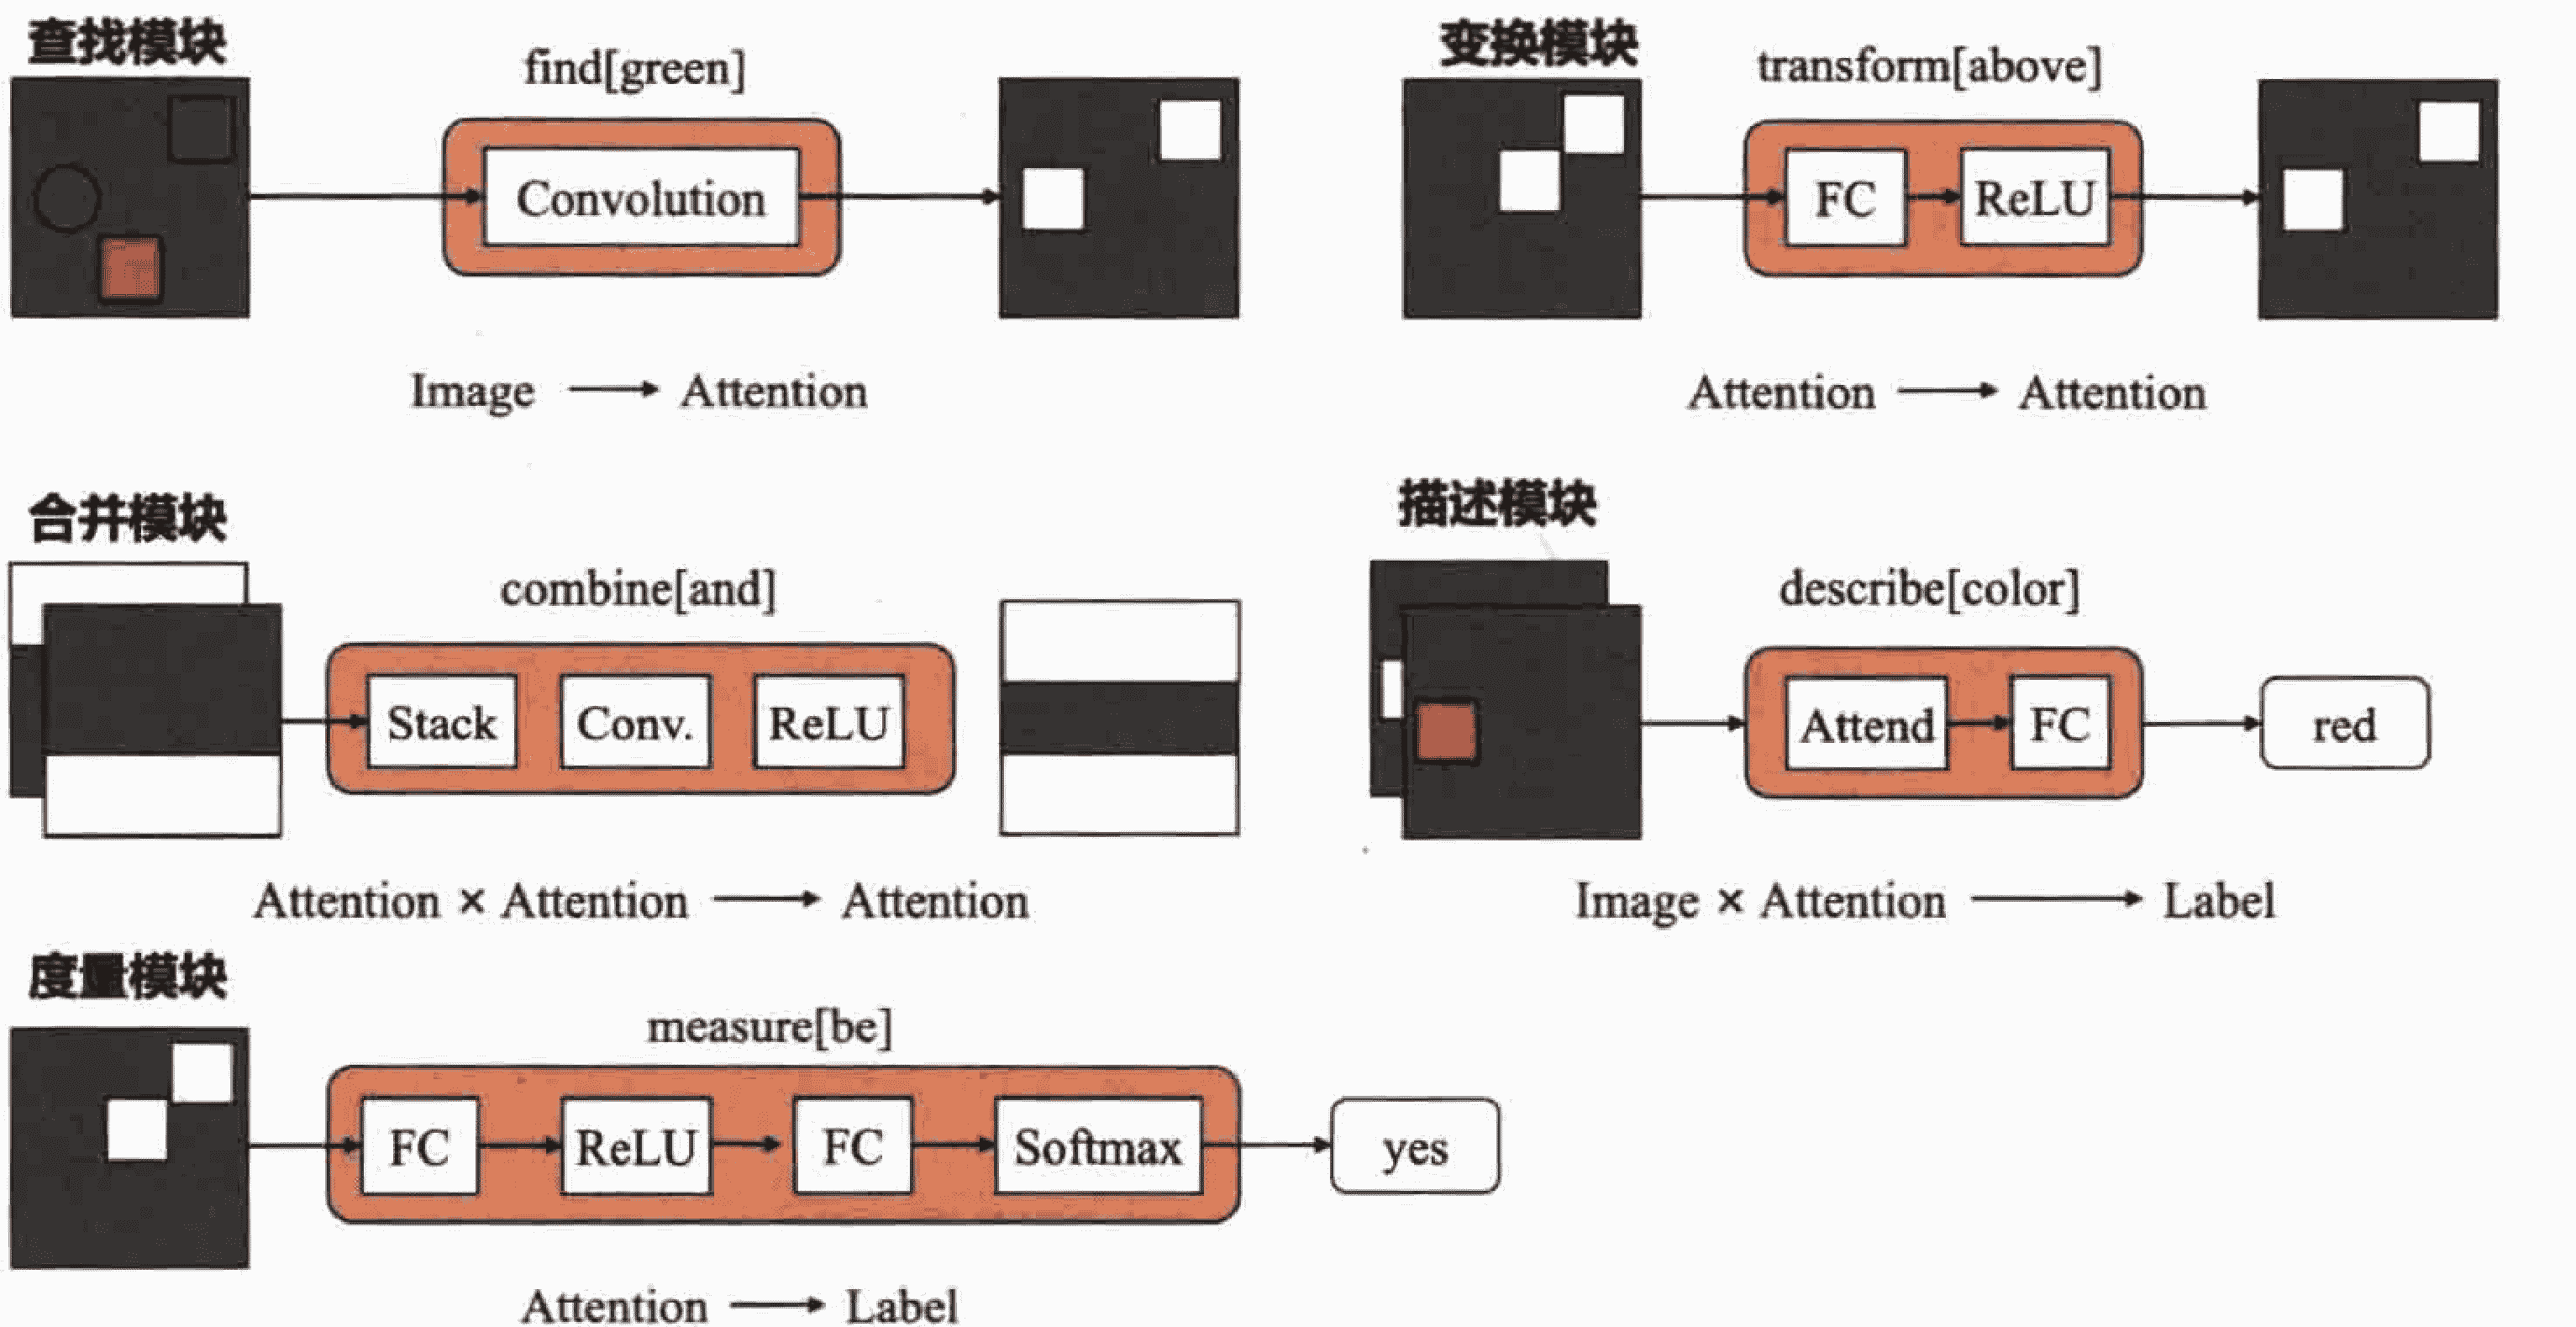 查找模块
find[green]
Convolution
Image → Attention
变换模块
transform[above]
FC
ReLU
Attention → Attention
合并模块
combine[and]
Stack
Conv.
ReLU
Attention × Attention → Attention
描述模块
describe[color]
Attend
FC
red
Image × Attention → Label
度量模块
measure[be]
FC
ReLU
FC
Softmax
yes
Attention → Label